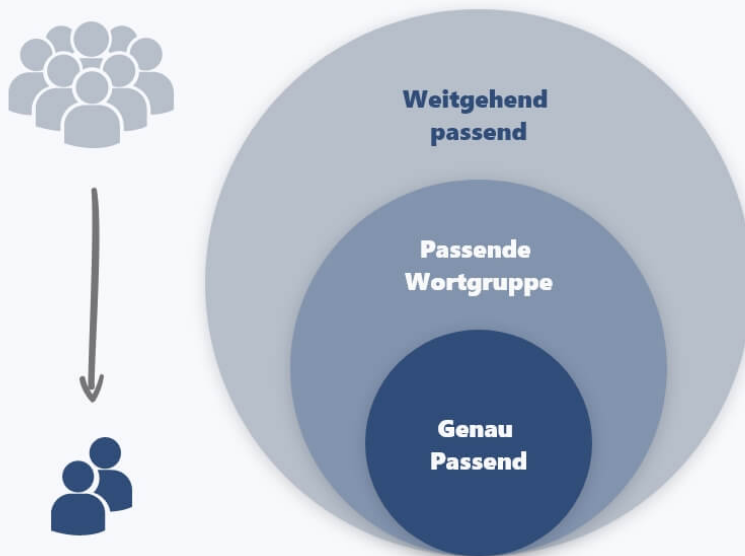 Weitgehend
passend
Passende
Wortgruppe
Genau
Passend